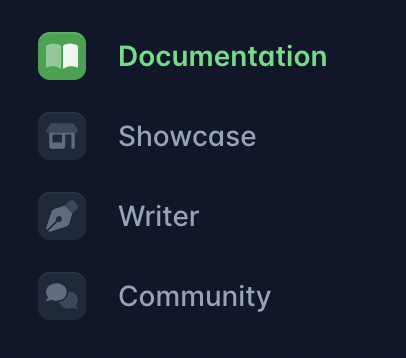 Documentation
Showcase
Writer
Community